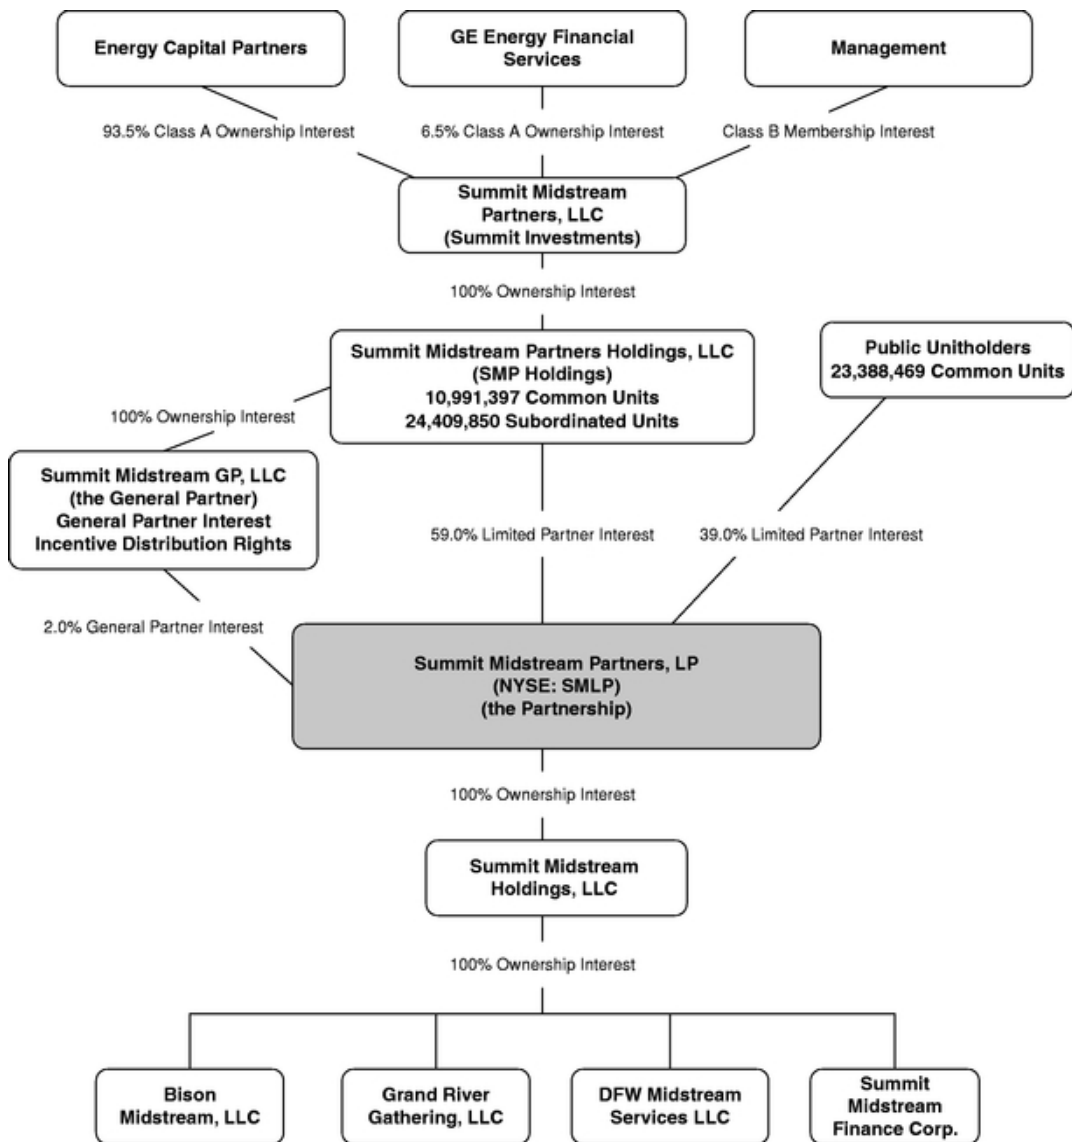 Energy Capital Partners
GE Energy Financial
Services
Management
93.5% Class A Ownership Interest
6.5% Class A Ownership Interest
Class B Membership Interest
Summit Midstream
Partners, LLC
(Summit Investments)
100% Ownership Interest
Summit Midstream Partners Holdings, LLC
(SMP Holdings)
10,991,397 Common Units
24,409,850 Subordinated Units
Public Unitholders
23,388,469 Common Units
100% Ownership Interest
Summit Midstream GP, LLC
(the General Partner)
General Partner Interest
Incentive Distribution Rights
59.0% Limited Partner Interest
39.0% Limited Partner Interest
2.0% General Partner Interest
Summit Midstream Partners, LP
(NYSE: SMLP)
(the Partnership)
100% Ownership Interest
Summit Midstream
Holdings, LLC
100% Ownership Interest
Bison
Midstream, LLC
Grand River
Gathering, LLC
DFW Midstream
Services LLC
Summit
Midstream
Finance Corp.